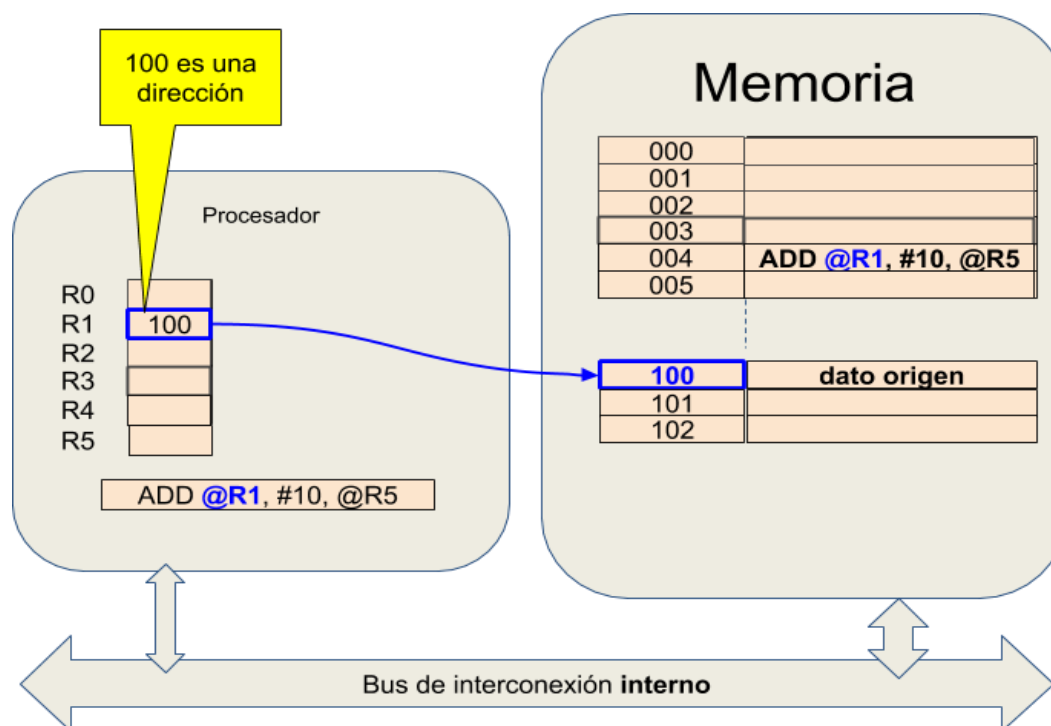 100 es una
dirección
Procesador
R0
R1 100
R2
R3
R4
R5
ADD @R1, #10, @R5
Memoria
000
001
002
003
004 ADD @R1, #10, @R5
005
100 dato origen
101
102
Bus de interconexión interno